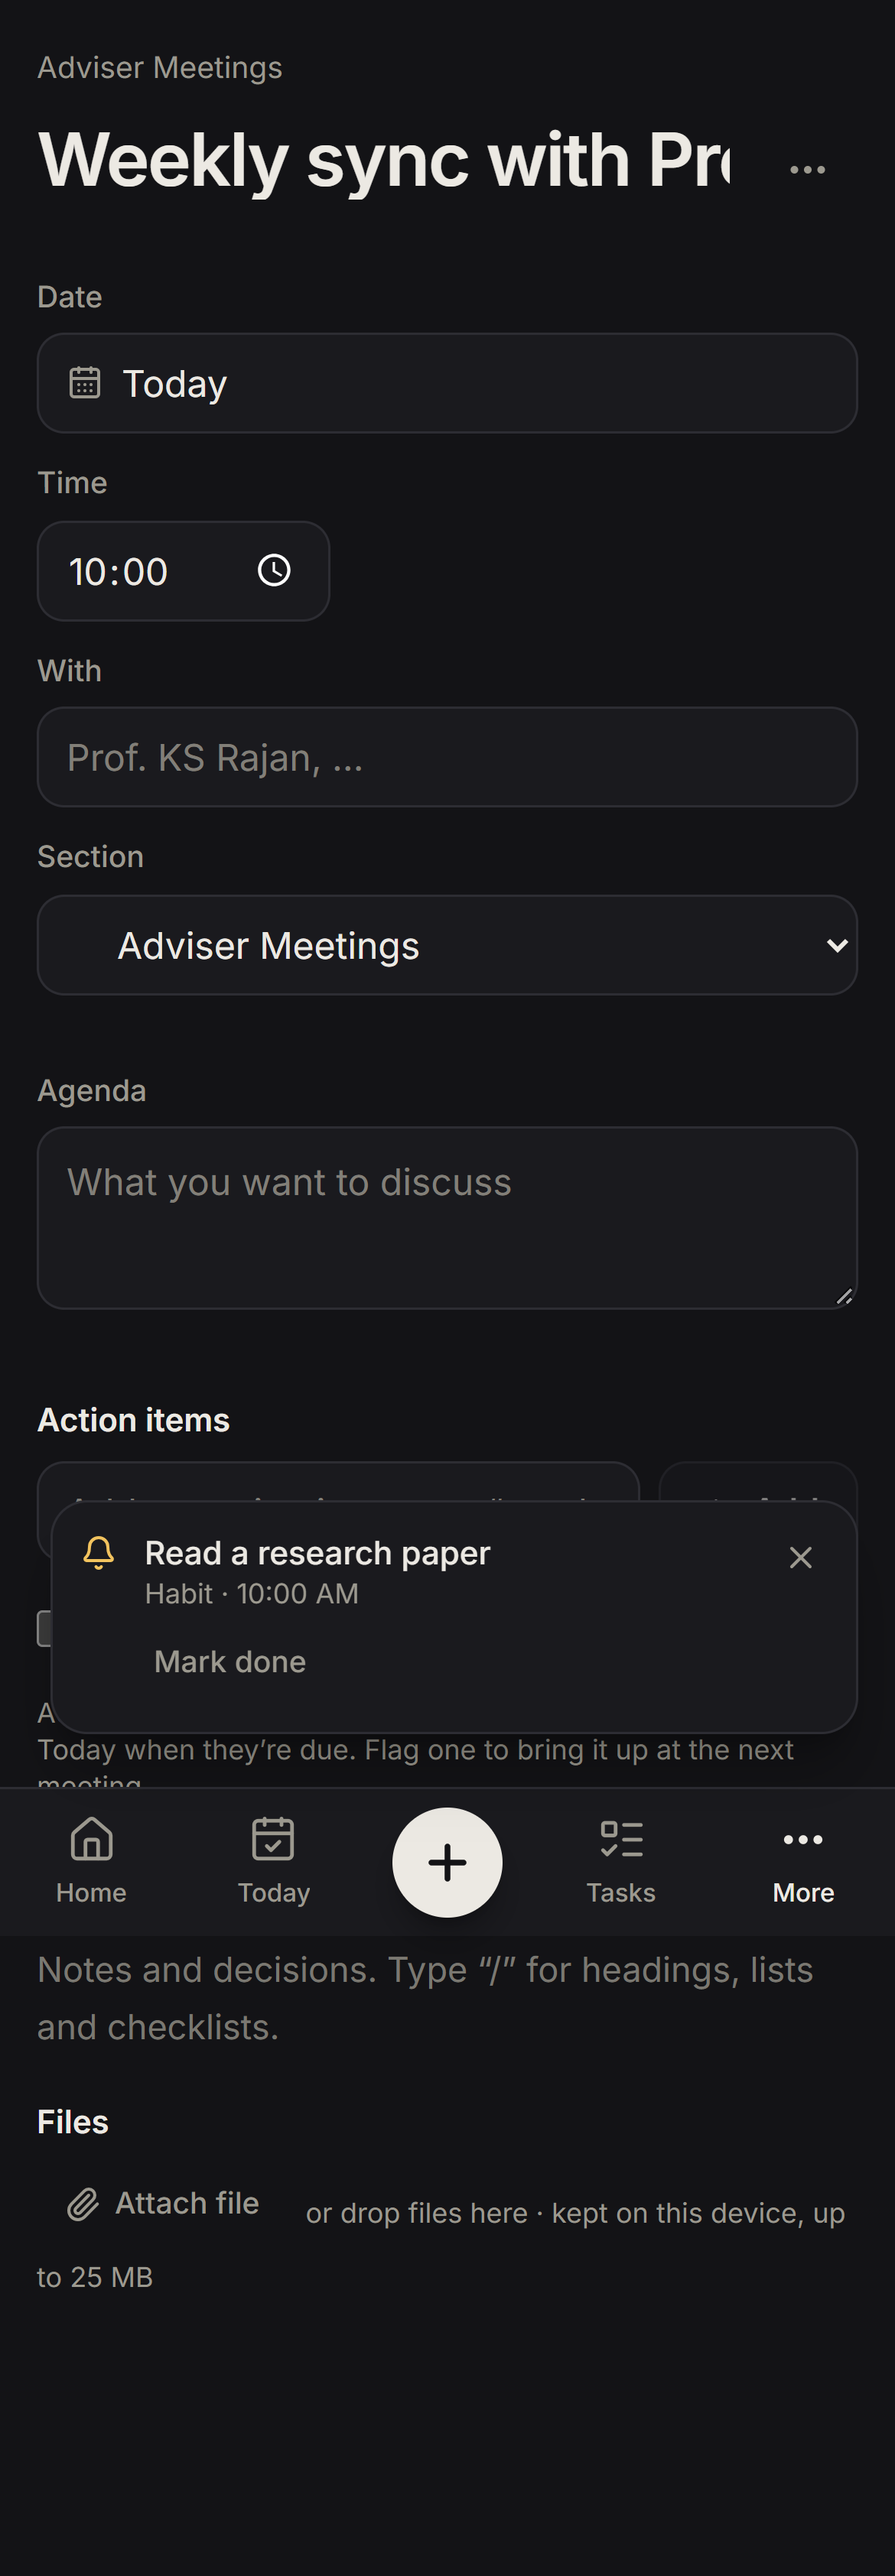 Adviser Meetings
Weekly sync with Pr
Date
Today
Time
10:00
With
Prof. KS Rajan, ...
Section
Adviser Meetings
Agenda
What you want to discuss
Action items
Read a research paper
Habit · 10:00 AM
Mark done
A
Today when they’re due. Flag one to bring it up at the next
meeting
Home
Today
Tasks
More
Notes and decisions. Type “/” for headings, lists
and checklists.
Files
Attach file
or drop files here · kept on this device, up
to 25 MB